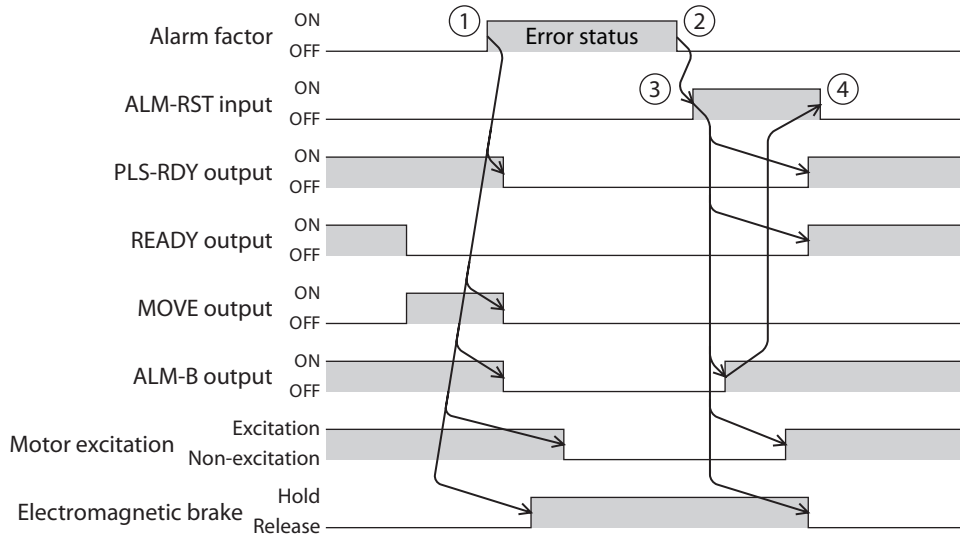 Alarm factor ON OFF ① Error status ②
ALM-RST input ON OFF ③ ④
PLS-RDY output ON OFF
READY output ON OFF
MOVE output ON OFF
ALM-B output ON OFF
Motor excitation Excitation Non-excitation
Electromagnetic brake Hold Release